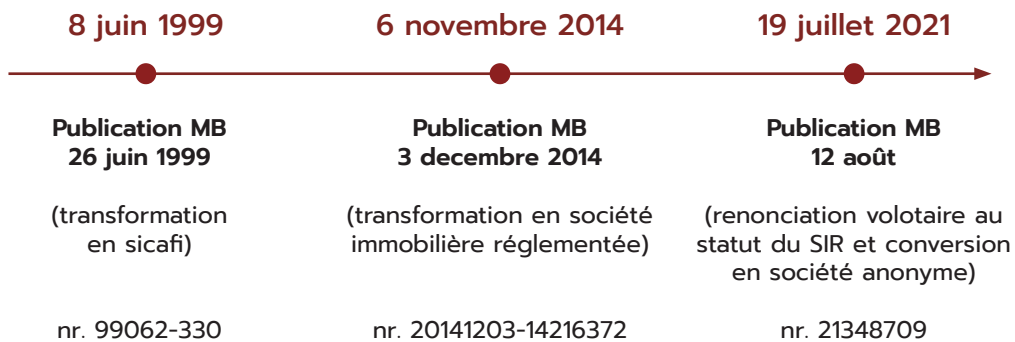 8 juin 1999
6 novembre 2014
19 juillet 2021
Publication MB
26 juin 1999
(transformation
en sicafi)
nr. 99062-330
Publication MB
3 decembre 2014
(transformation en société
immobilière réglementée)
nr. 20141203-14216372
Publication MB
12 août
(renonciation volotaire au
statut du SIR et conversion
en société anonyme)
nr. 21348709